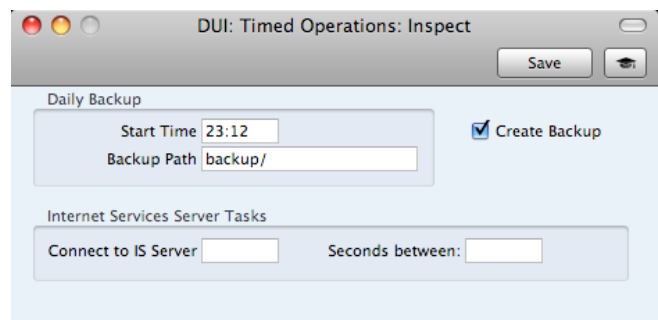 DUI: Timed Operations: Inspect
Save
Daily Backup
Start Time 23:12
Create Backup
Backup Path backup/
Internet Services Server Tasks
Connect to IS Server Seconds between: